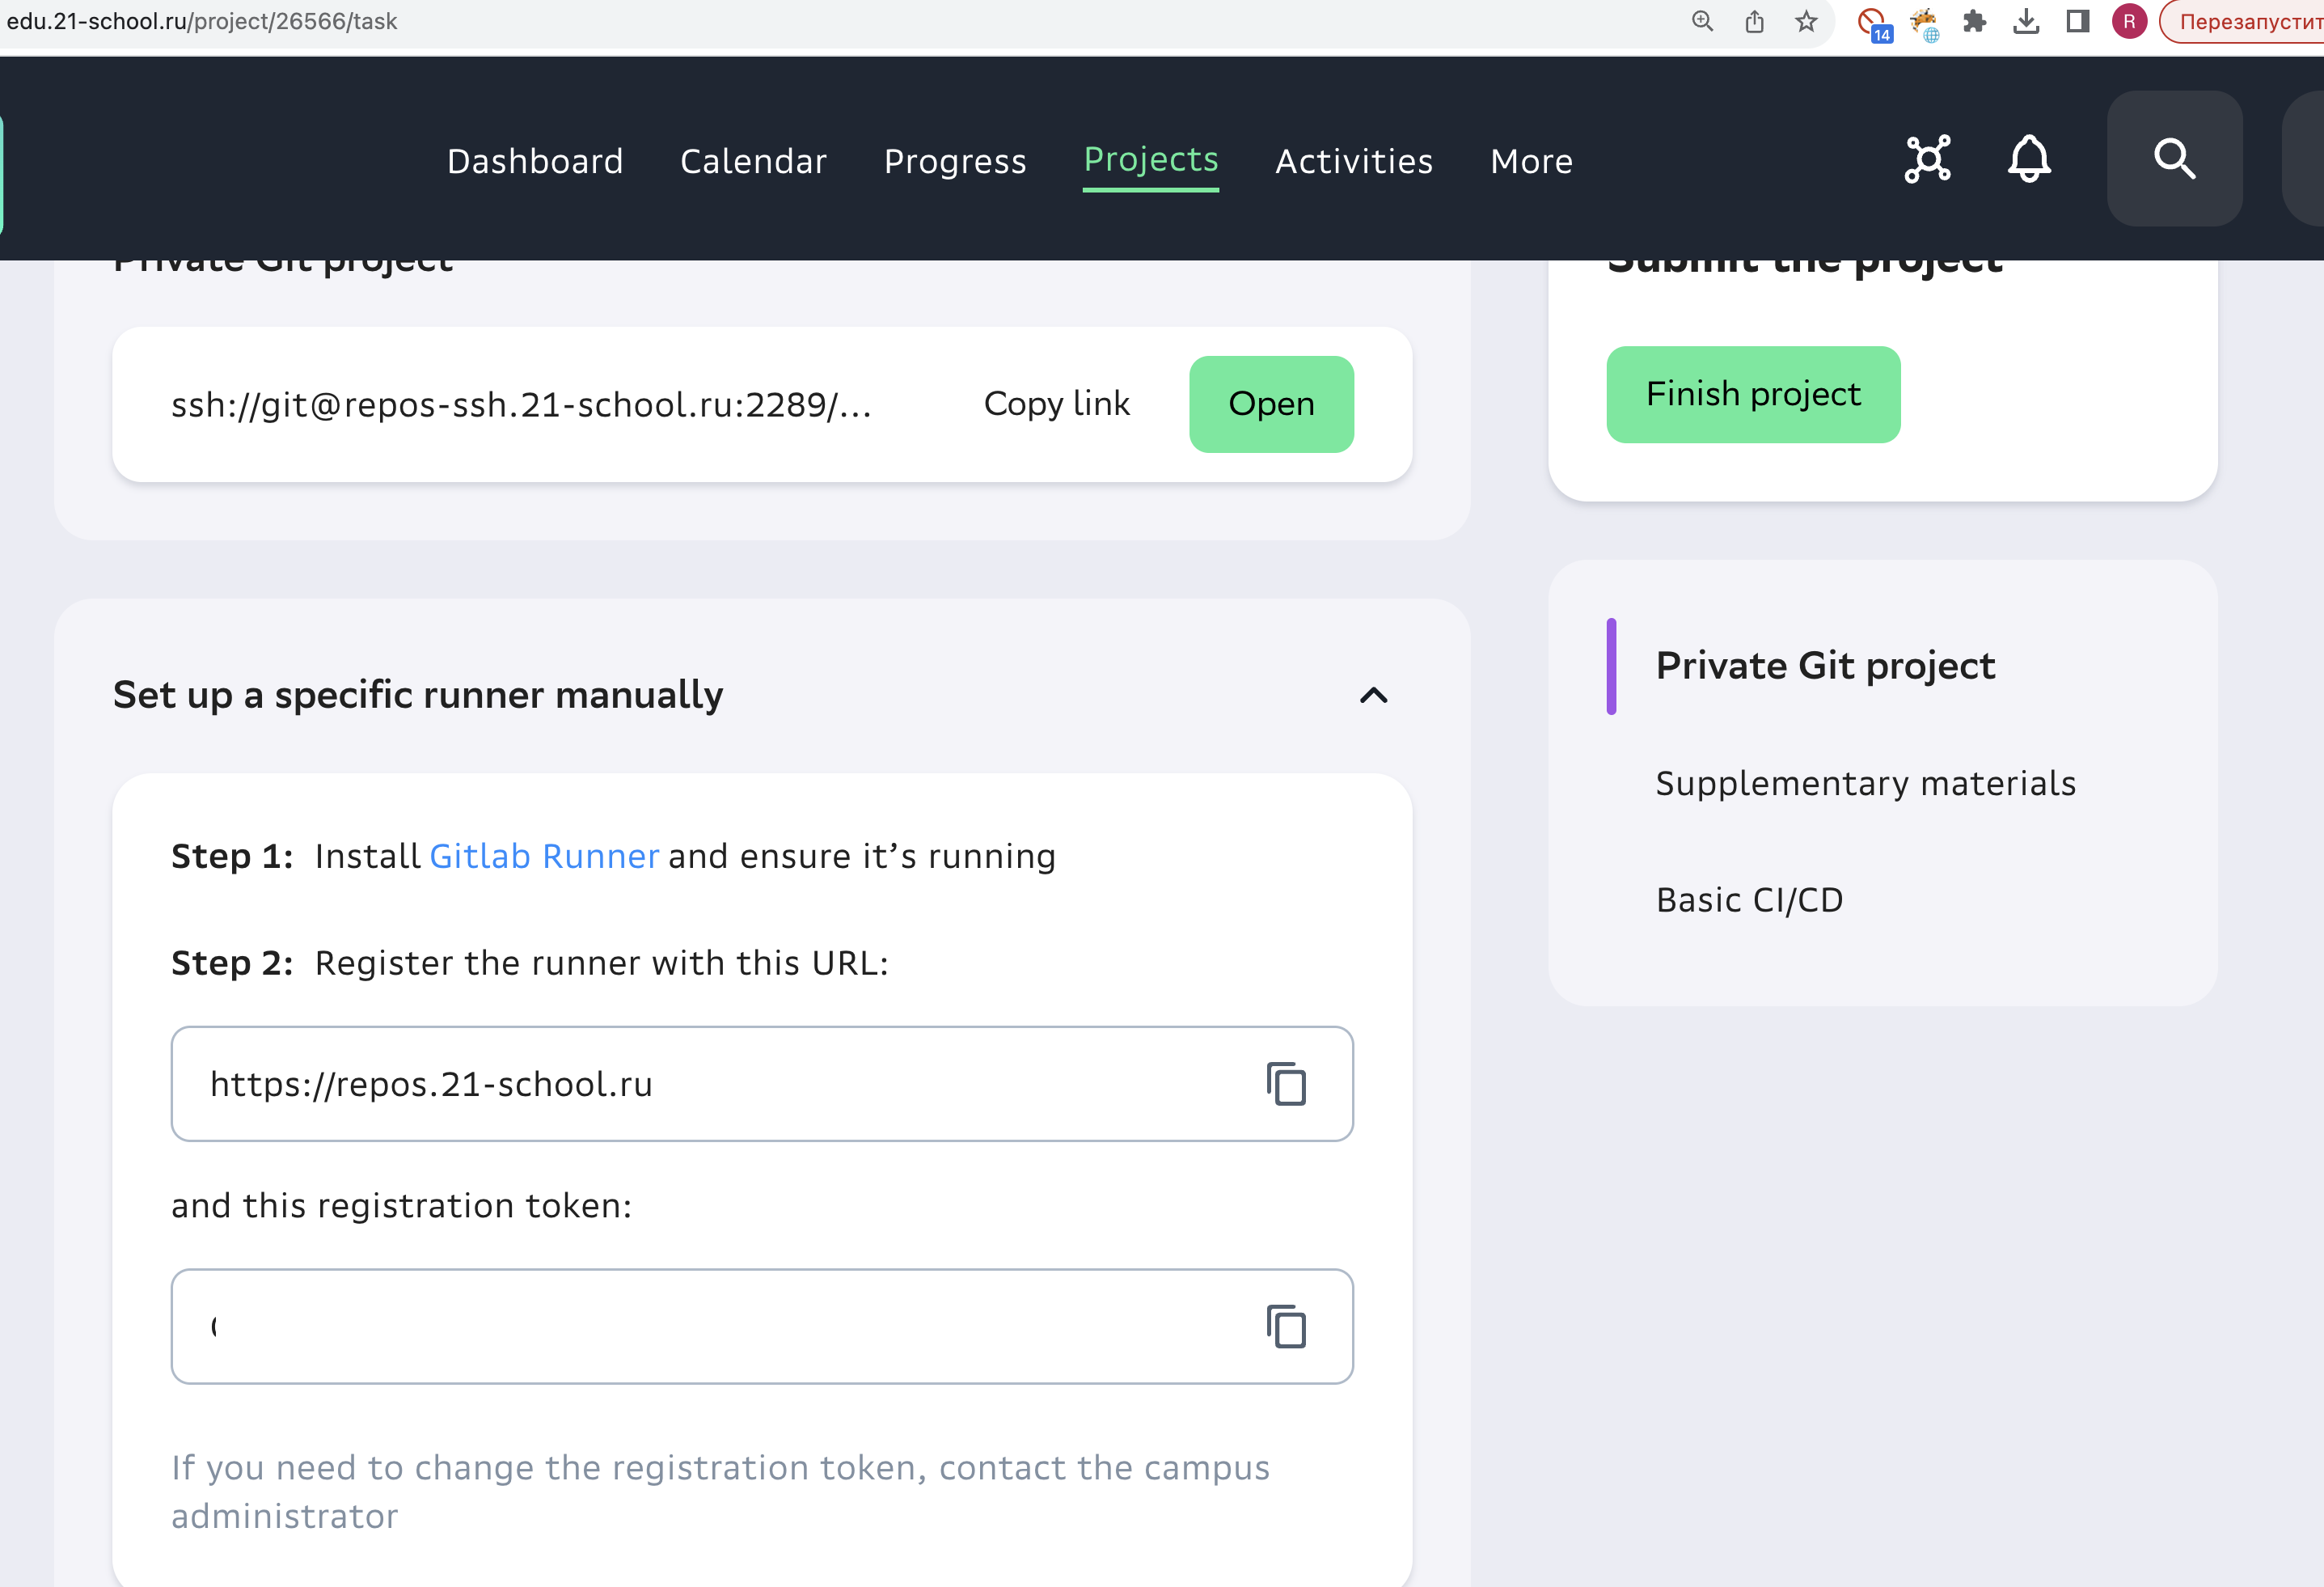 edu.21-school.ru/project/26566/task
14
R
Dashboard Calendar Progress Projects Activities More
Private Git project
ssh://git@repos-ssh.21-school.ru:2289/...
Copy link
Open
Set up a specific runner manually
Step 1: Install Gitlab Runner and ensure it’s running
Step 2: Register the runner with this URL:
https://repos.21-school.ru
and this registration token:
If you need to change the registration token, contact the campus
administrator
Submit the project
Finish project
Private Git project
Supplementary materials
Basic CI/CD